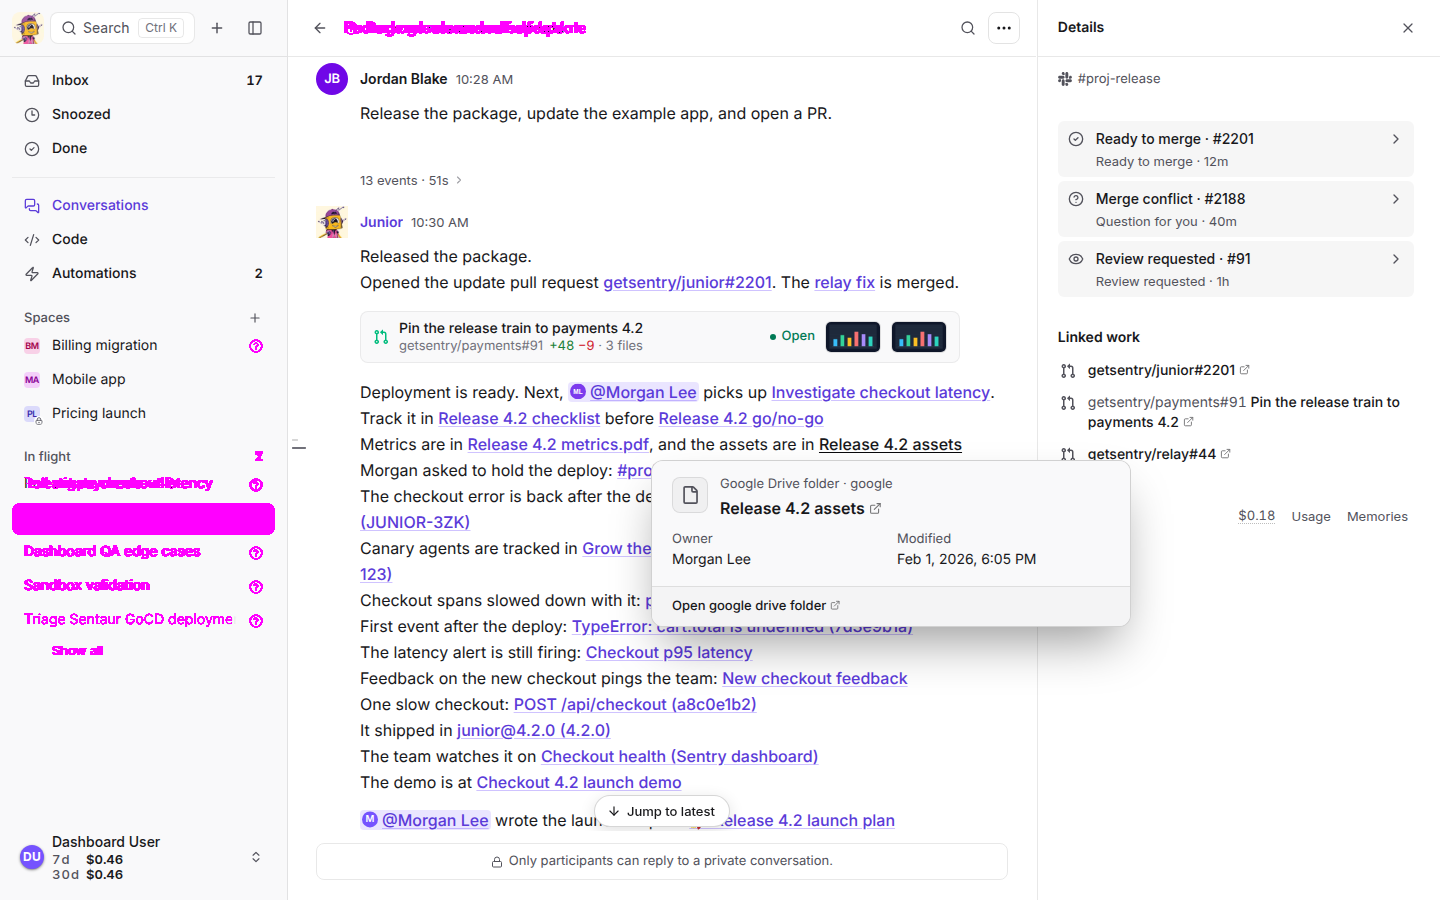 Search Ctrl K
Inbox 17
Snoozed
Done
Conversations
Code
Automations 2
Spaces
BM Billing migration
MA Mobile app
PL Pricing launch
In flight
Dashboard QA edge cases
Sandbox validation
Triage Sentaur GoCD deployme
Show all
DU Dashboard User
7d $0.46
30d $0.46
JB Jordan Blake 10:28 AM
Release the package, update the example app, and open a PR.
13 events · 51s
Junior 10:30 AM
Released the package.
Opened the update pull request getsentry/junior#2201. The relay fix is merged.
Pin the release train to payments 4.2
getsentry/payments#91 +48 −9 · 3 files
Open
Deployment is ready. Next, ML @Morgan Lee picks up Investigate checkout latency.
Track it in Release 4.2 checklist before Release 4.2 go/no-go
Metrics are in Release 4.2 metrics.pdf, and the assets are in Release 4.2 assets
Morgan asked to hold the deploy: #pro
The checkout error is back after the de
(JUNIOR-3ZK)
Canary agents are tracked in Grow the
123)
Checkout spans slowed down with it: p
First event after the deploy: TypeError: cart.total is undefined (7d3e9b1a)
The latency alert is still firing: Checkout p95 latency
Feedback on the new checkout pings the team: New checkout feedback
One slow checkout: POST /api/checkout (a8c0e1b2)
It shipped in junior@4.2.0 (4.2.0)
The team watches it on Checkout health (Sentry dashboard)
The demo is at Checkout 4.2 launch demo
M @Morgan Lee wrote the laun elease 4.2 launch plan
Jump to latest
Only participants can reply to a private conversation.
Google Drive folder · google
Release 4.2 assets
Owner Modified
Morgan Lee Feb 1, 2026, 6:05 PM
Open google drive folder
Details
#proj-release
Ready to merge · #2201
Ready to merge · 12m
Merge conflict · #2188
Question for you · 40m
Review requested · #91
Review requested · 1h
Linked work
getsentry/junior#2201
getsentry/payments#91 Pin the release train to
payments 4.2
getsentry/relay#44
$0.18 Usage Memories